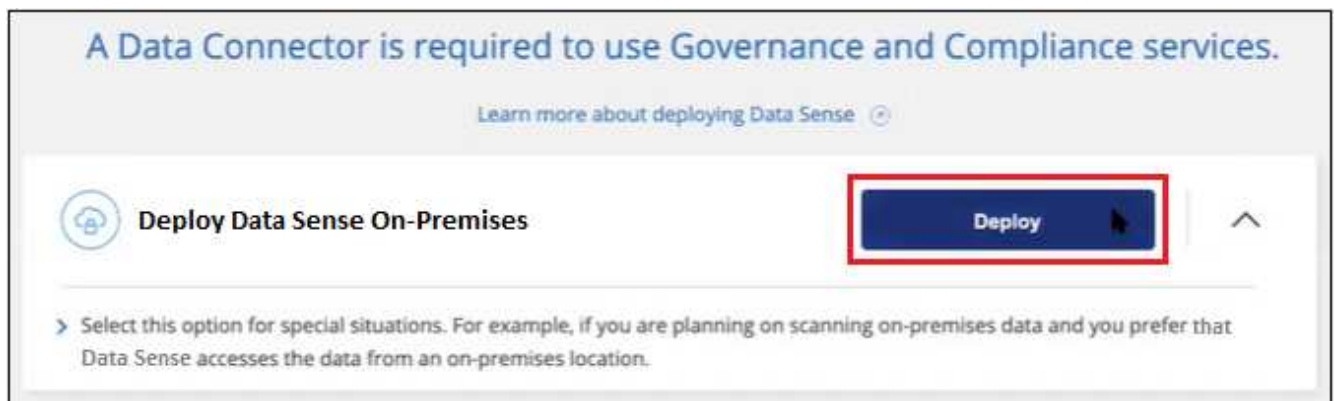 A Data Connector is required to use Governance and Compliance services.
Learn more about deploying Data Sense
Deploy Data Sense On-Premises
Deploy
Select this option for special situations. For example, if you are planning on scanning on-premises data and you prefer that
Data Sense accesses the data from an on-premises location.